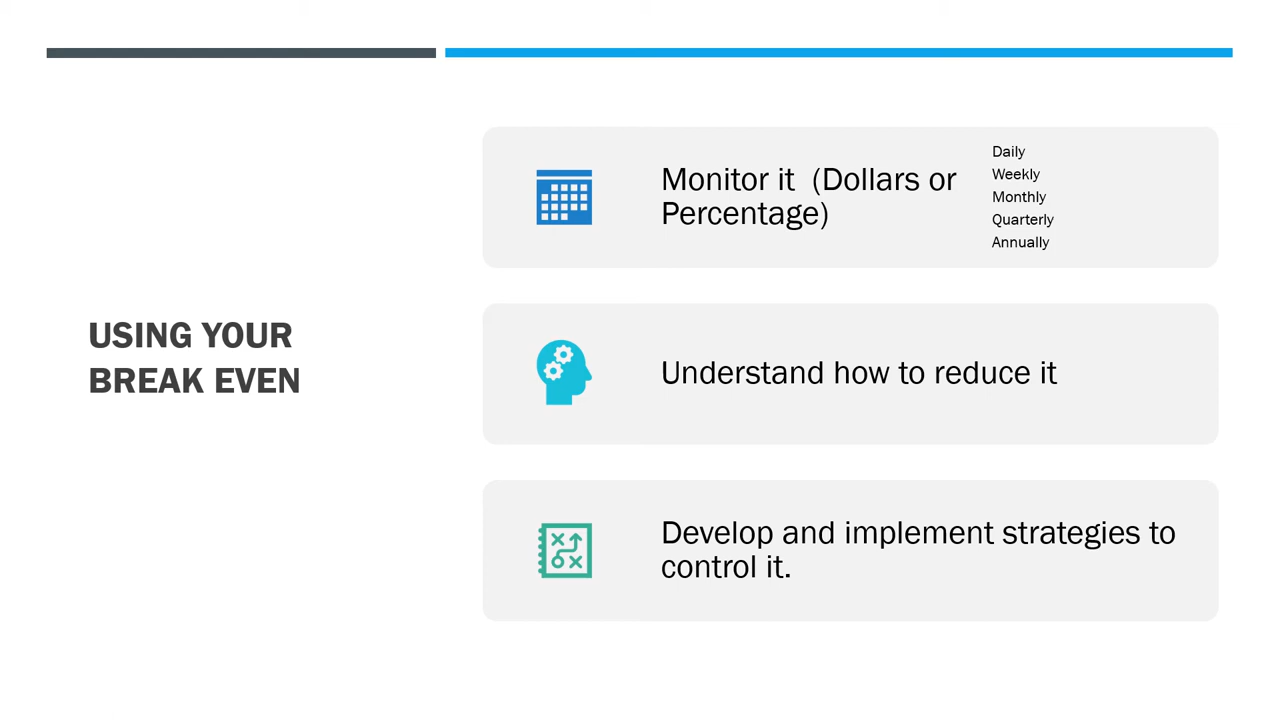 USING YOUR
BREAK EVEN
Monitor it  (Dollars or
Percentage)
Daily
Weekly
Monthly
Quarterly
Annually
Understand how to reduce it
Develop and implement strategies to
control it.